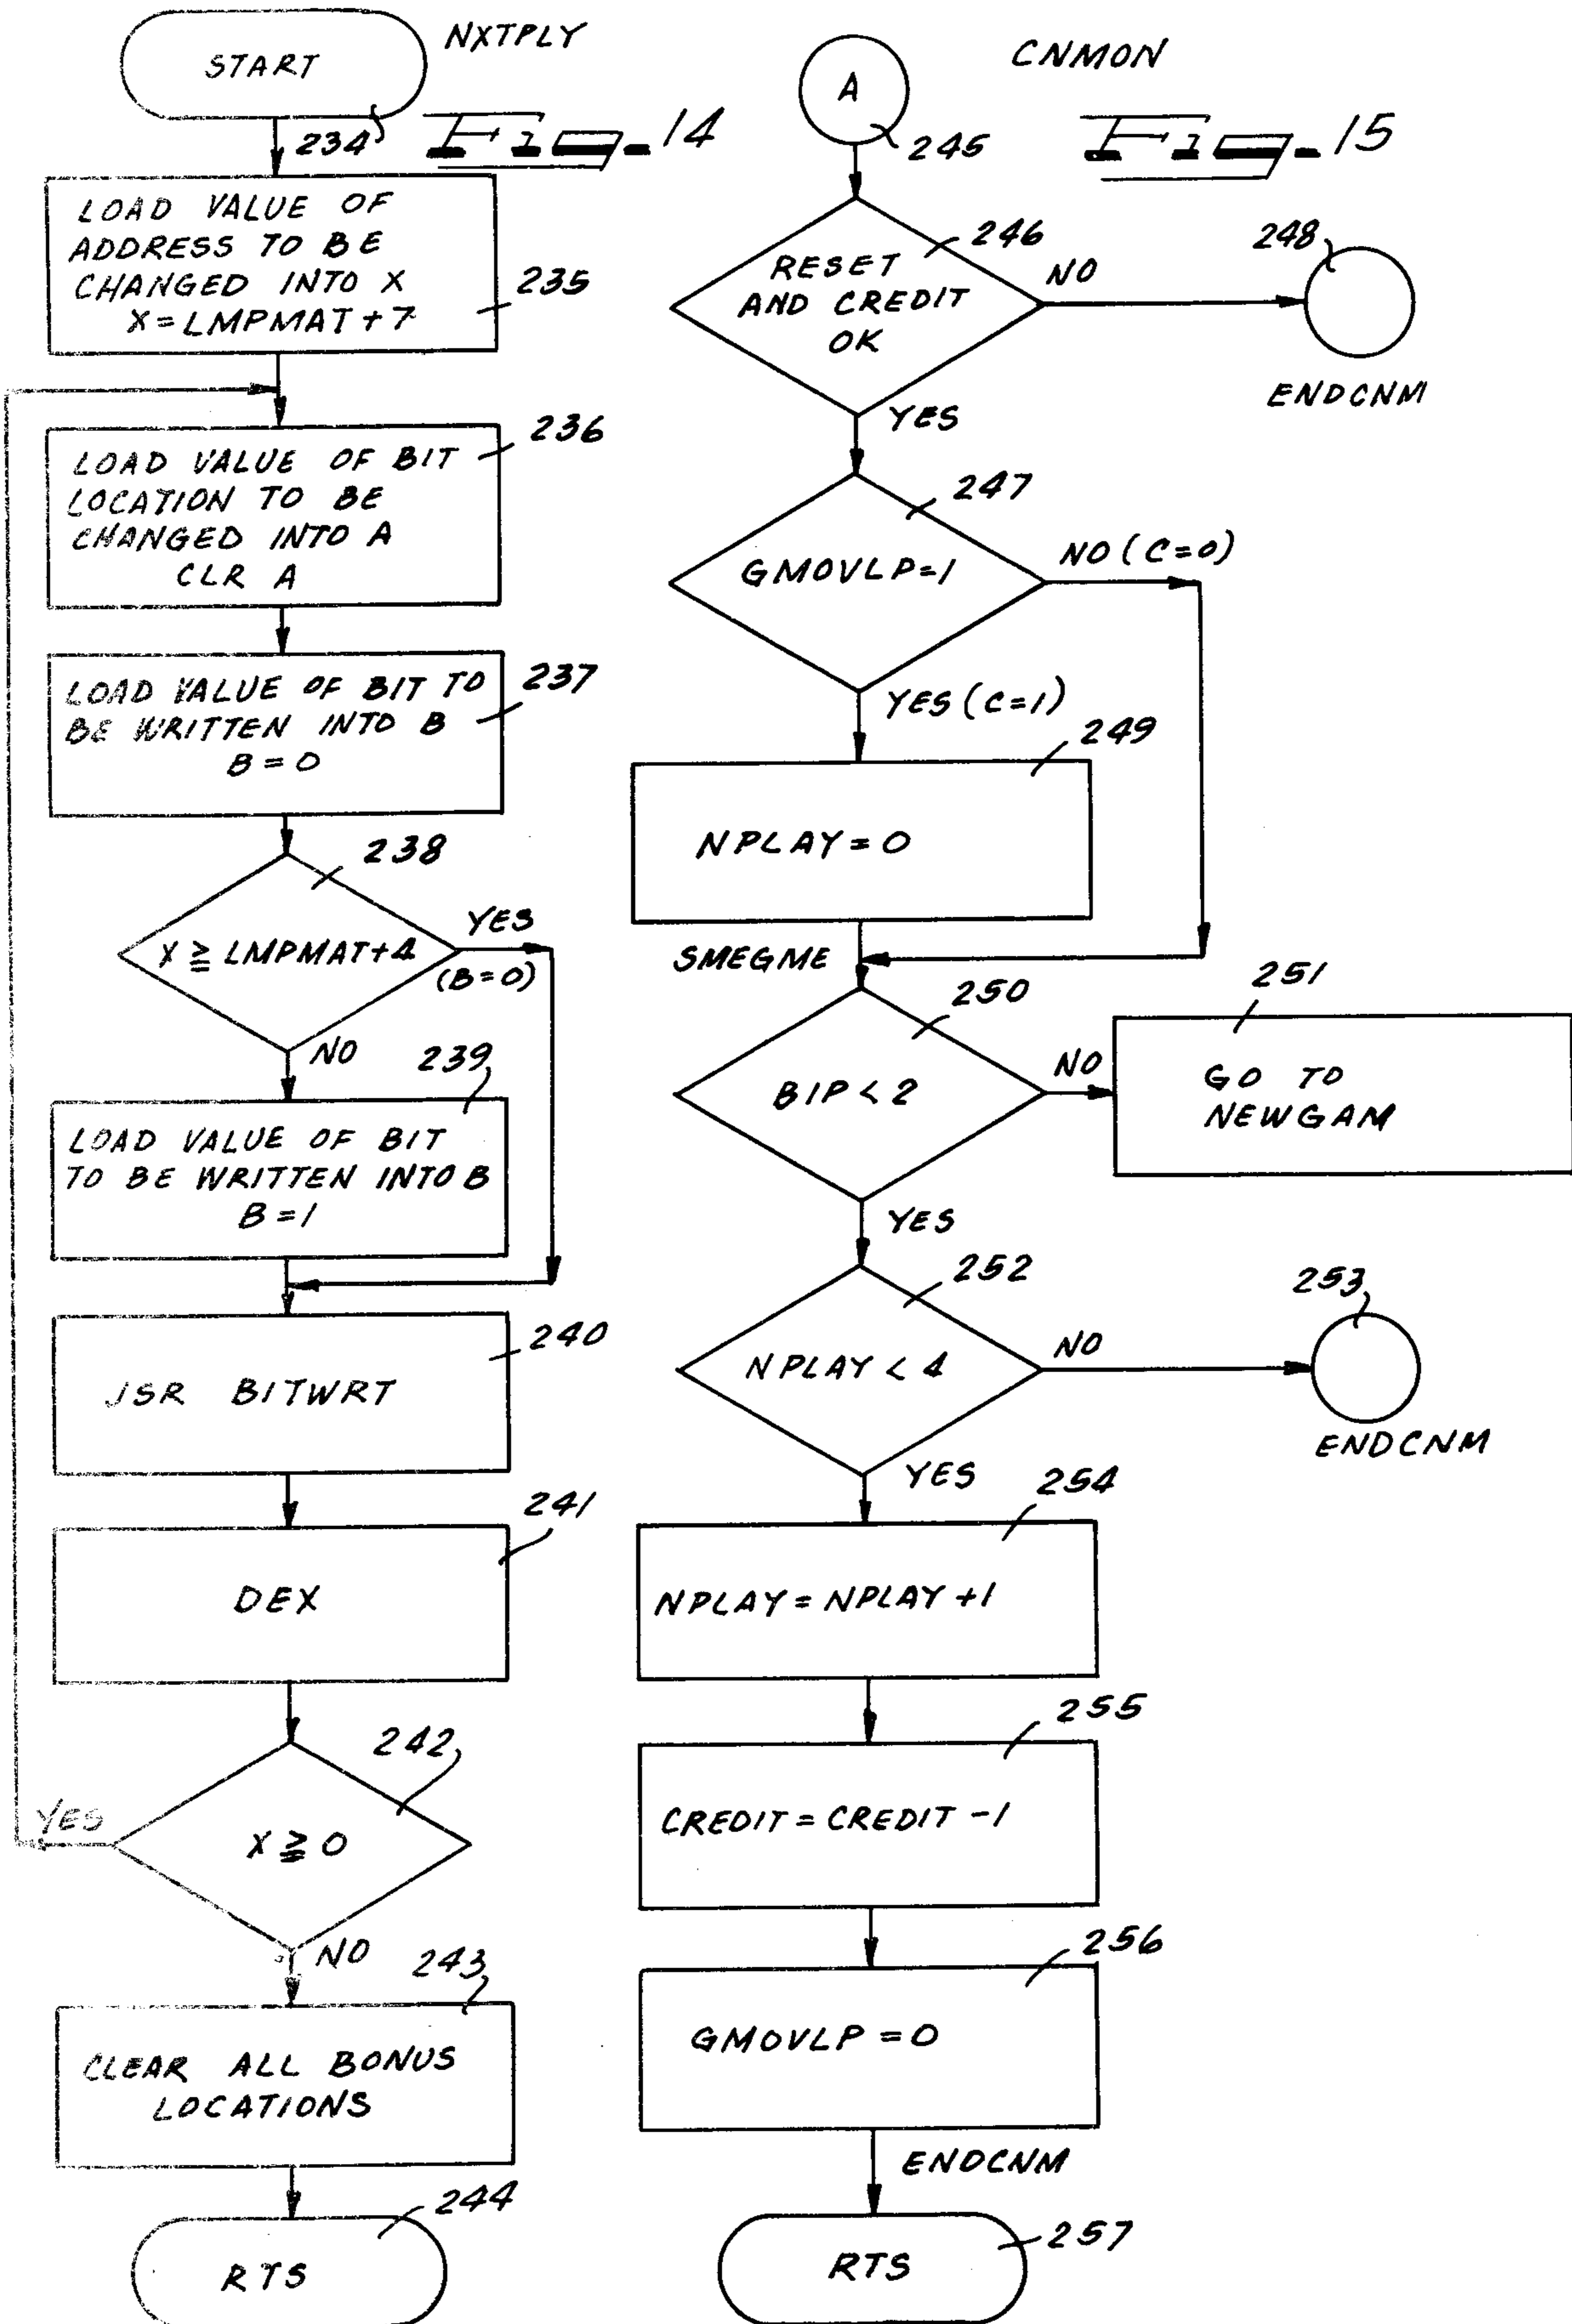 START
NXTPLY
234
Fig-14
LOAD VALUE OF
ADDRESS TO BE
CHANGED INTO X
X=LMPMAT+7
235
LOAD VALUE OF BIT
LOCATION TO BE
CHANGED INTO A
CLR A
236
LOAD VALUE OF BIT TO
BE WRITTEN INTO B
B=0
237
238
X ≧ LMPMAT+4
YES
(B=0)
NO
239
LOAD VALUE OF BIT
TO BE WRITTEN INTO B
B=1
240
JSR BITWRT
241
DEX
242
YES
X ≧ 0
NO
243
CLEAR ALL BONUS
LOCATIONS
244
RTS
A
CNMON
245
Fig-15
246
RESET
AND CREDIT
OK
NO
248
ENDCNM
YES
247
GMOVLP=1
NO (C=0)
YES (C=1)
249
NPLAY=0
SMEGME
250
BIP<2
NO
251
GO TO
NEWGAM
YES
252
NPLAY<4
NO
253
ENDCNM
YES
254
NPLAY=NPLAY+1
255
CREDIT=CREDIT-1
256
GMOVLP=0
ENDCNM
257
RTS